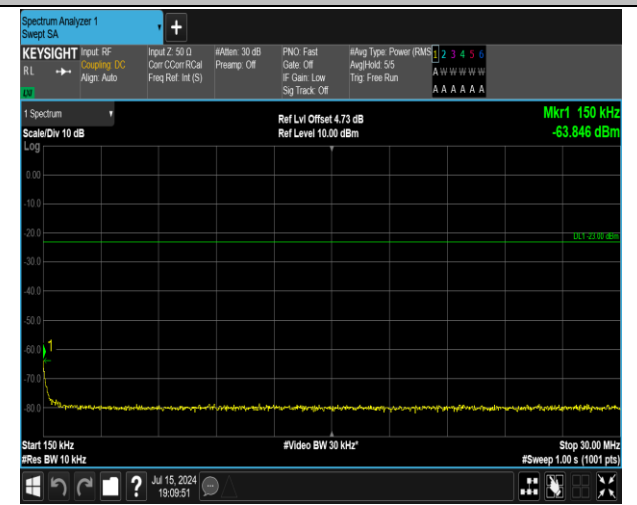 Spectrum Analyzer 1
Swept SA
KEYSIGHT
RL
Input: RF
Coupling: DC
Align: Auto
Input Z: 50 Ω
Corr CCorr RCal
Freq Ref: Int (S)
#Atten: 30 dB
Preamp: Off
PNO: Fast
Gate: Off
IF Gain: Low
Sig Track: Off
#Avg Type: Power (RMS
Avg|Hold: 5/5
Trig: Free Run
1 2 3 4 5 6
A W W W W W
A A A A A A
1 Spectrum
Scale/Div 10 dB
Log
Ref Lvl Offset 4.73 dB
Ref Level 10.00 dBm
Mkr1 150 kHz
-63.846 dBm
0.00
-10.0
-20.0
DL1 -23.00 dBm
-30.0
-40.0
-50.0
-60.0
1
-70.0
-80.0
Start 150 kHz
#Res BW 10 kHz
#Video BW 30 kHz*
Stop 30.00 MHz
#Sweep 1.00 s (1001 pts)
?
Jul 15, 2024
19:09:51